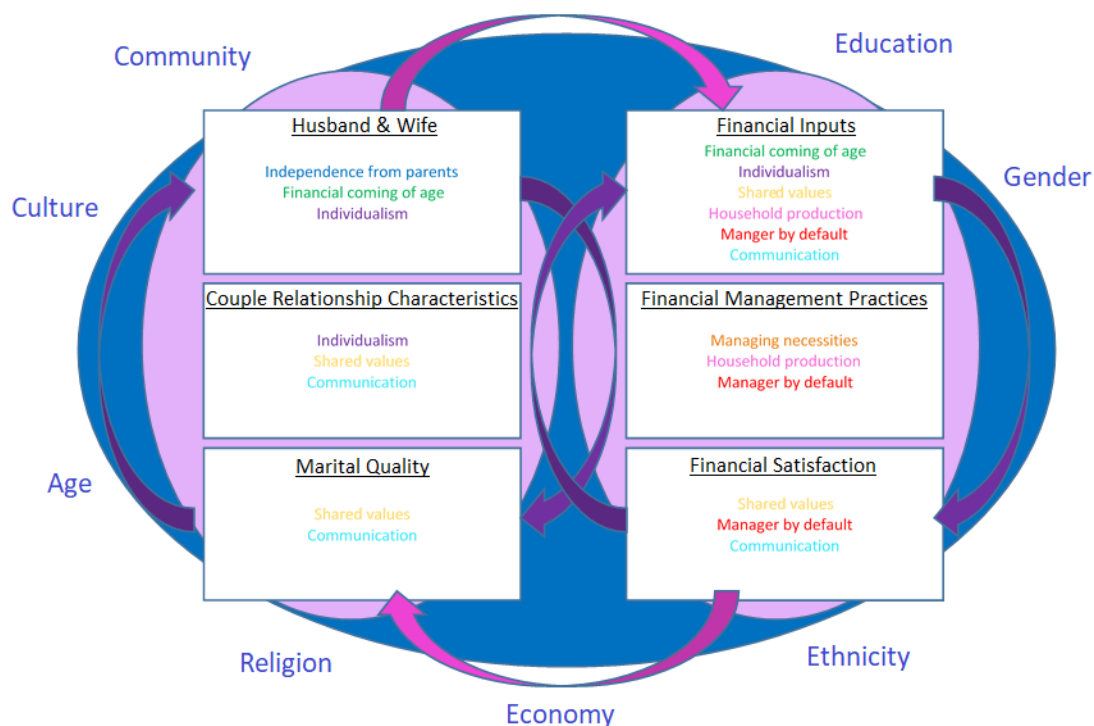 Community
Education
Culture
Gender
Age
Religion
Ethnicity
Economy
Husband & Wife
Independence from parents
Financial coming of age
Individualism
Financial Inputs
Financial coming of age
Individualism
Shared values
Household production
Manger by default
Communication
Couple Relationship Characteristics
Individualism
Shared values
Communication
Financial Management Practices
Managing necessities
Household production
Manager by default
Marital Quality
Shared values
Communication
Financial Satisfaction
Shared values
Manager by default
Communication